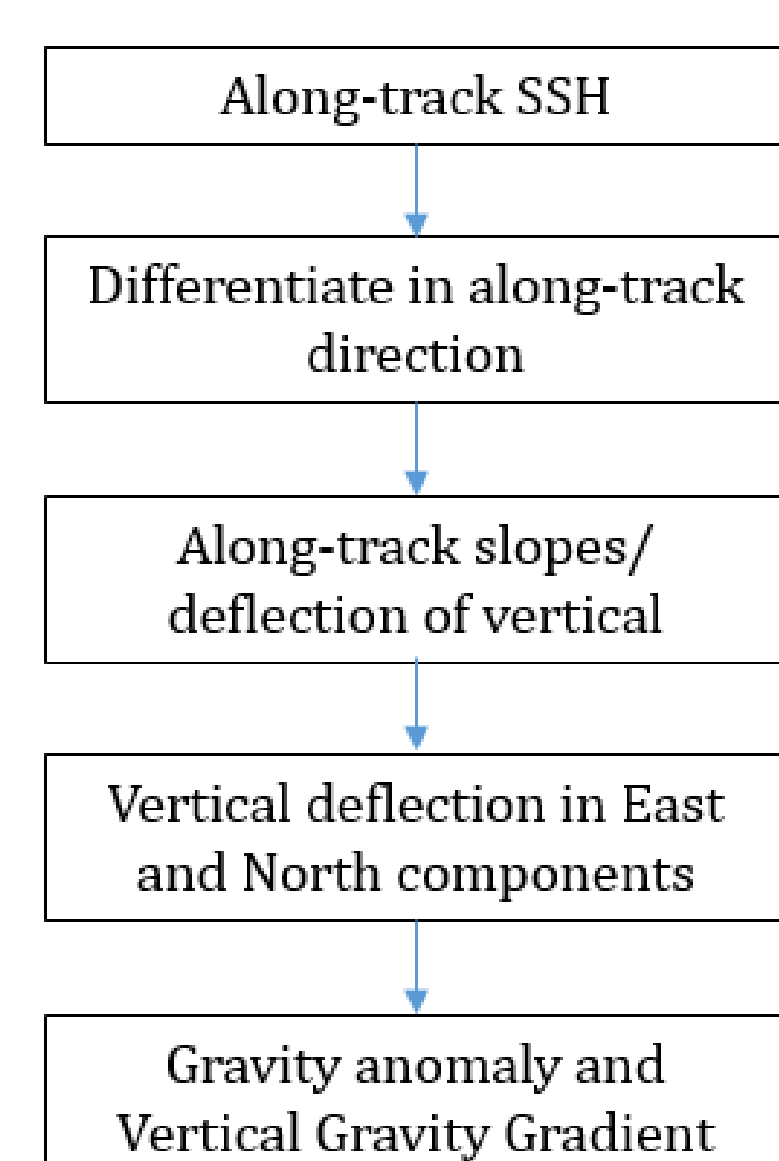 Along-track SSH
Differentiate in along-track
direction
Along-track slopes/
deflection of vertical
Vertical deflection in East
and North components
Gravity anomaly and
Vertical Gravity Gradient